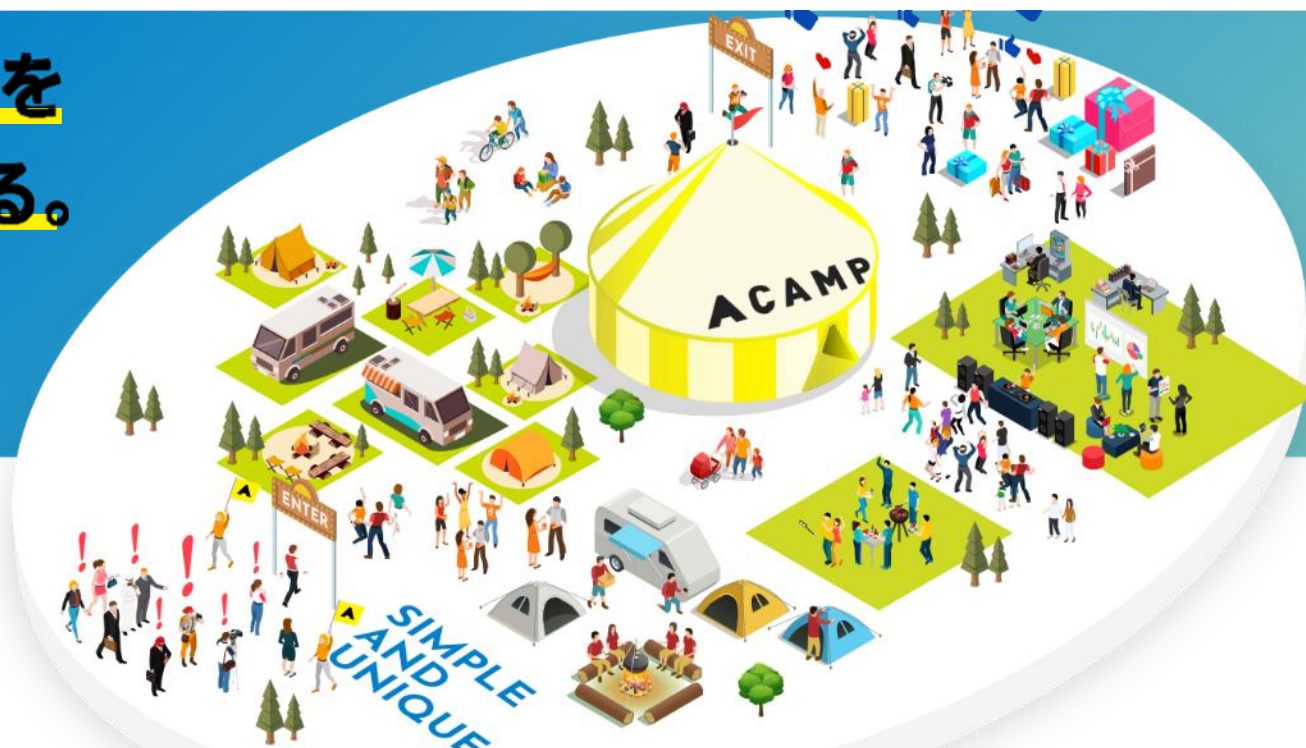 を
る。
EXIT
ACAMP
ENTER
A
A
SIMPLE
AND
UNIQUE